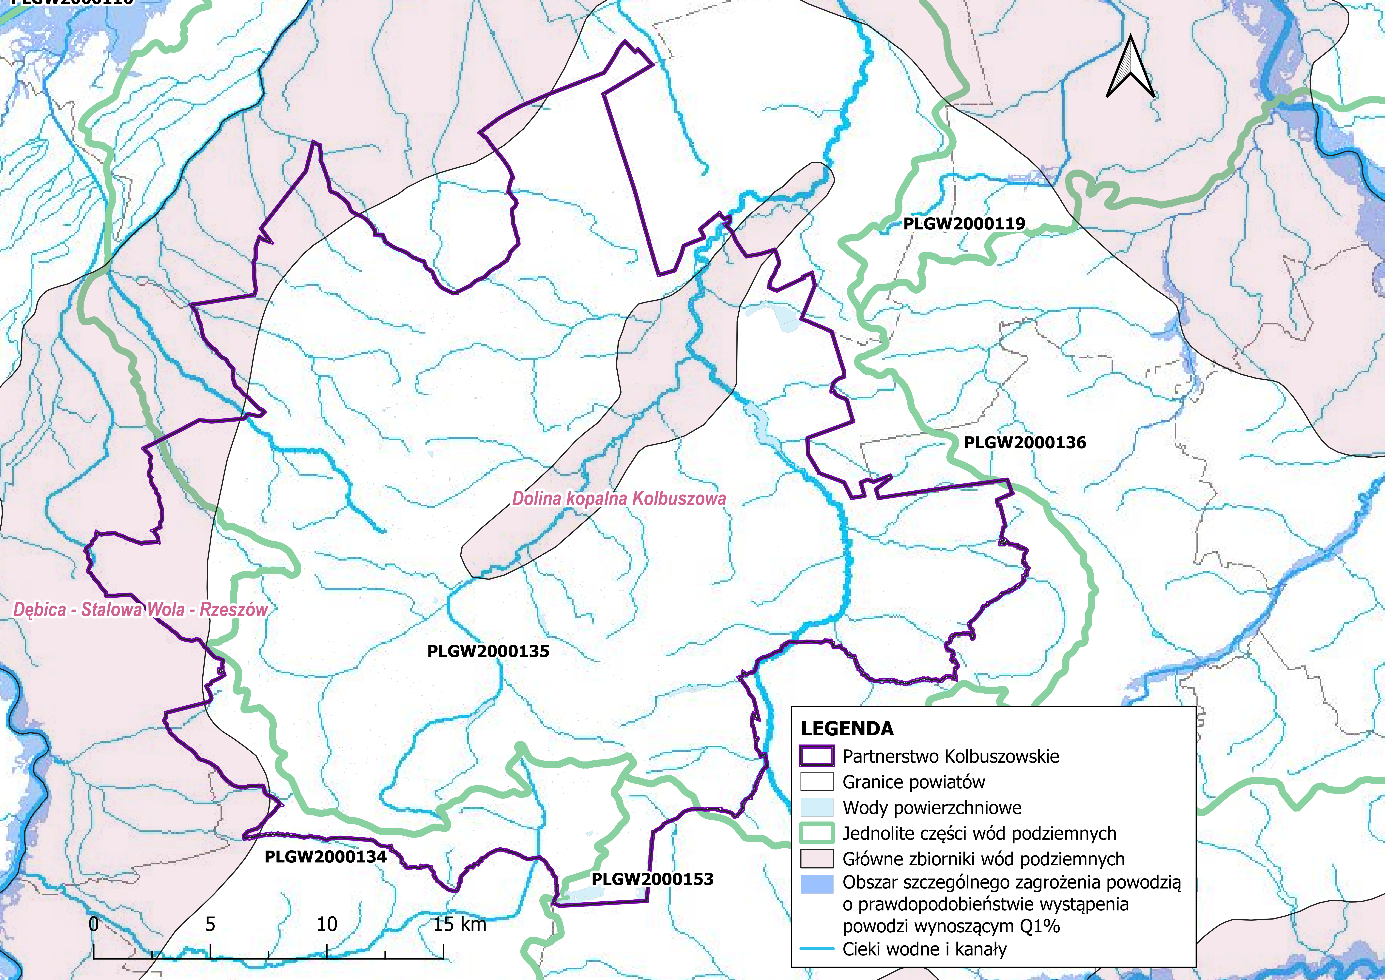 PLGW2000119
PLGW2000136
Dolina kopalna Kolbuszowa
Dębica - Stalowa Wola - Rzeszów
PLGW2000135
PLGW2000134
PLGW2000153
0 5 10 15 km
LEGENDA
Partnerstwo Kolbuszowskie
Granice powiatów
Wody powierzchniowe
Jednolite części wód podziemnych
Główne zbiorniki wód podziemnych
Obszar szczególnego zagrożenia powodzią
o prawdopodobieństwie wystąpenia
powodzi wynoszącym Q1%
Cieki wodne i kanały